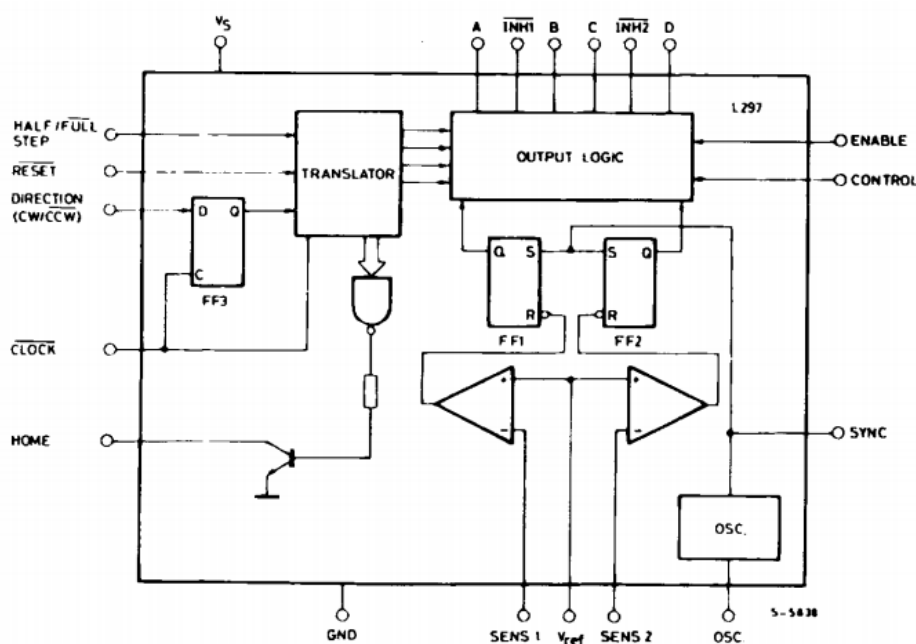 Vs
A INH1 B C INH2 D
L297
HALF/FULL
STEP
RESET
DIRECTION
(CW/CCW)
TRANSLATOR
OUTPUT LOGIC
ENABLE
CONTROL
D Q
C
FF3
Q S
R
FF1
S Q
R
FF2
CLOCK
+ +
- -
HOME
SYNC
OSC.
GND
SENS 1
Vref
SENS 2
OSC.
S-5838